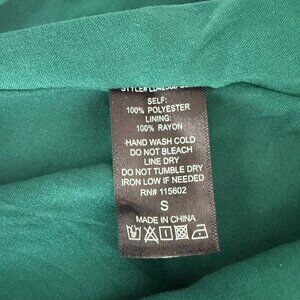 SELF:
100% POLYESTER
LINING:
100% RAYON
HAND WASH COLD
DO NOT BLEACH
LINE DRY
DO NOT TUMBLE DRY
IRON LOW IF NEEDED
RN# 115602
S
MADE IN CHINA